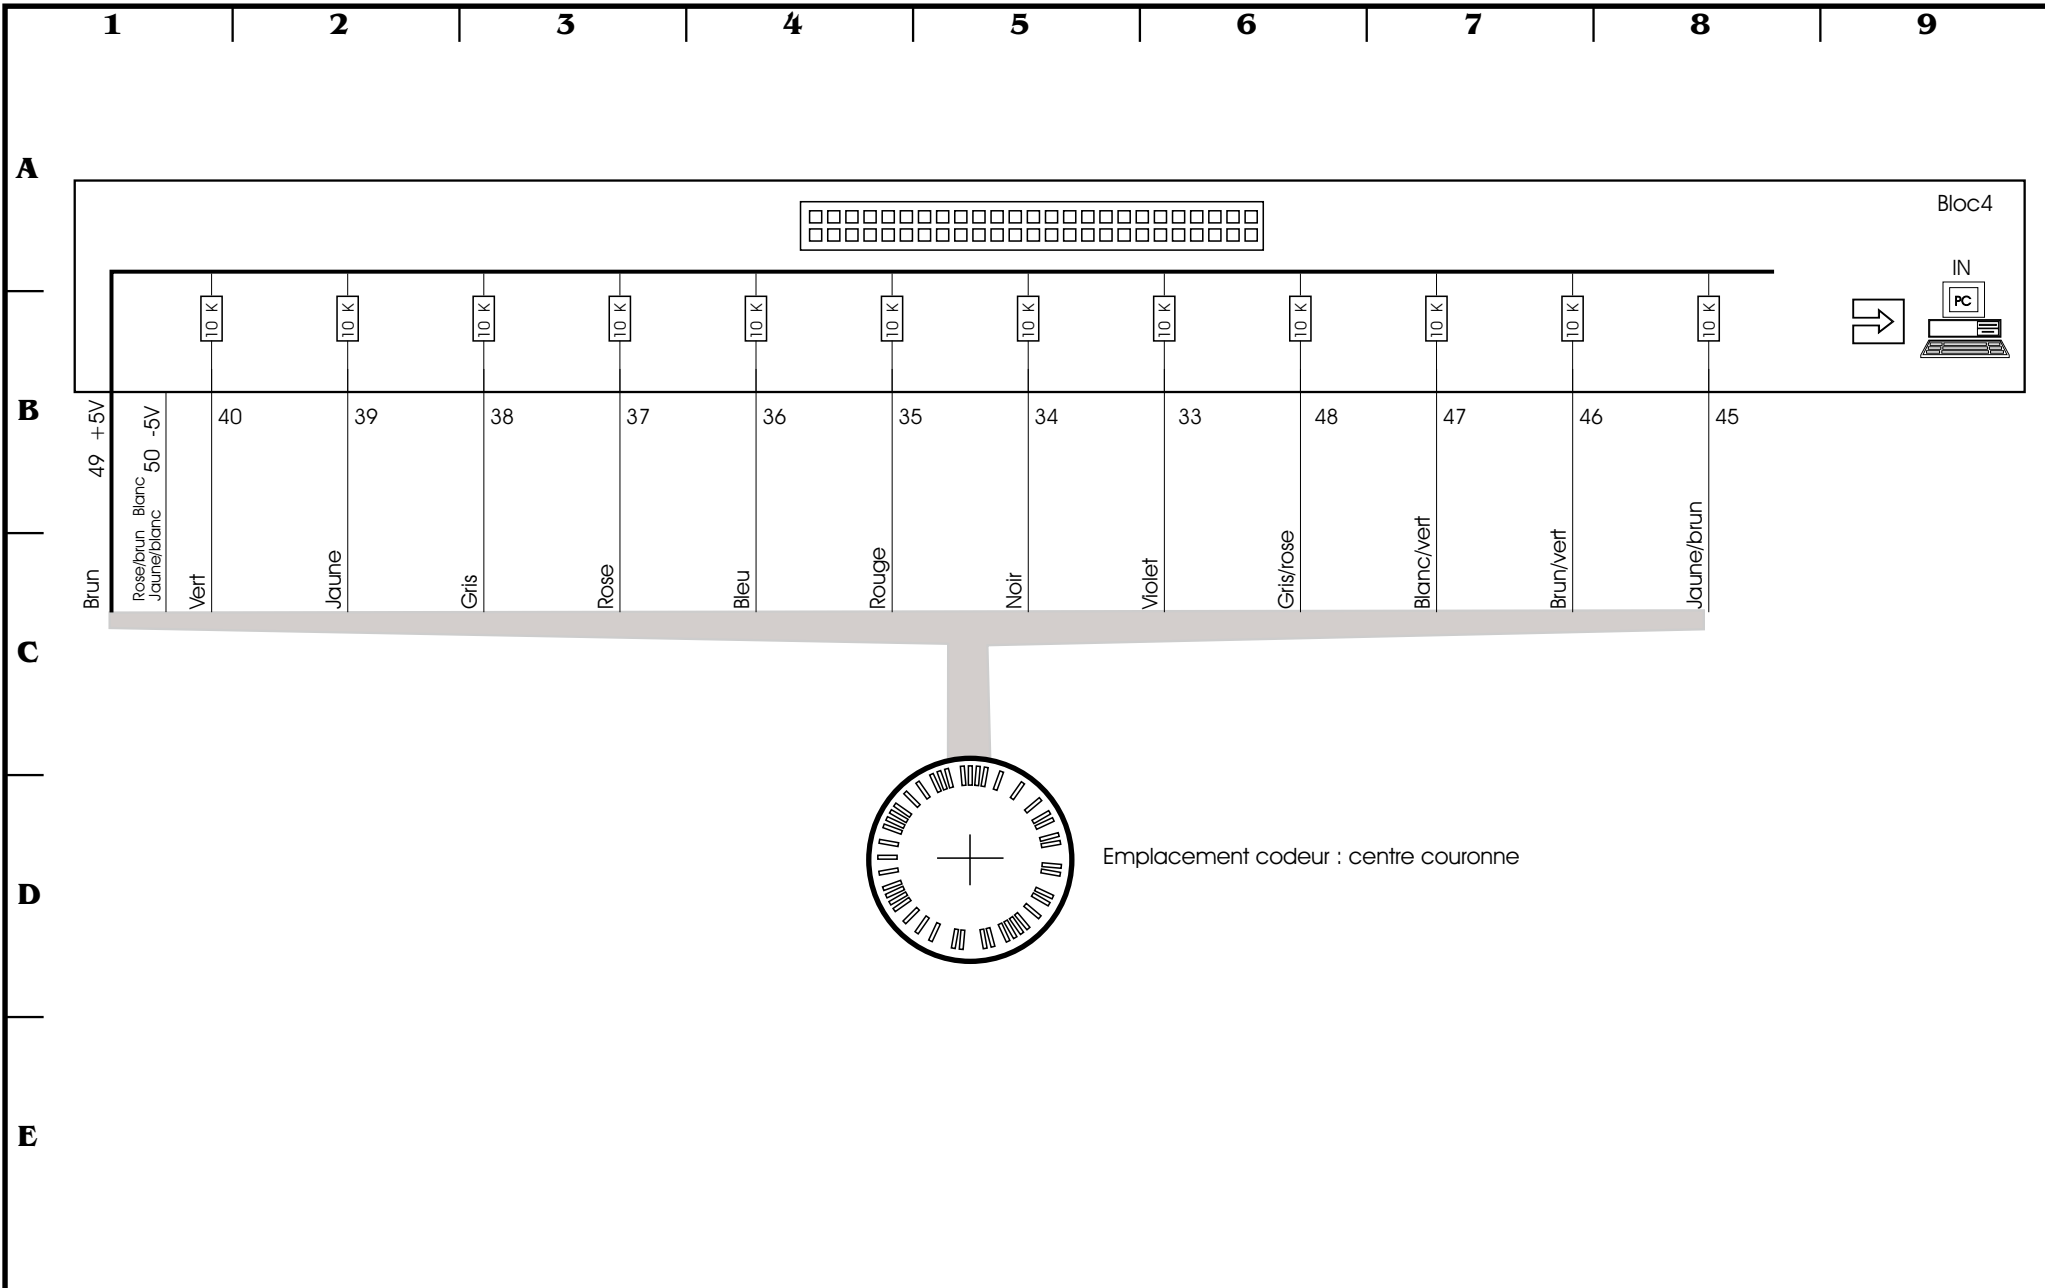 1 2 3 4 5 6 7 8 9
A
Bloc4
IN
PC
10 K 10 K 10 K 10 K 10 K 10 K 10 K 10 K 10 K 10 K 10 K 10 K
B
49 +5V
50 -5V
40 39 38 37 36 35 34 33 48 47 46 45
Brun
Rose/brun Blanc
Jaune/blanc
Vert
Jaune
Gris
Rose
Bleu
Rouge
Noir
Violet
Gris/rose
Blanc/vert
Brun/vert
Jaune/brun
C
Emplacement codeur : centre couronne
D
E